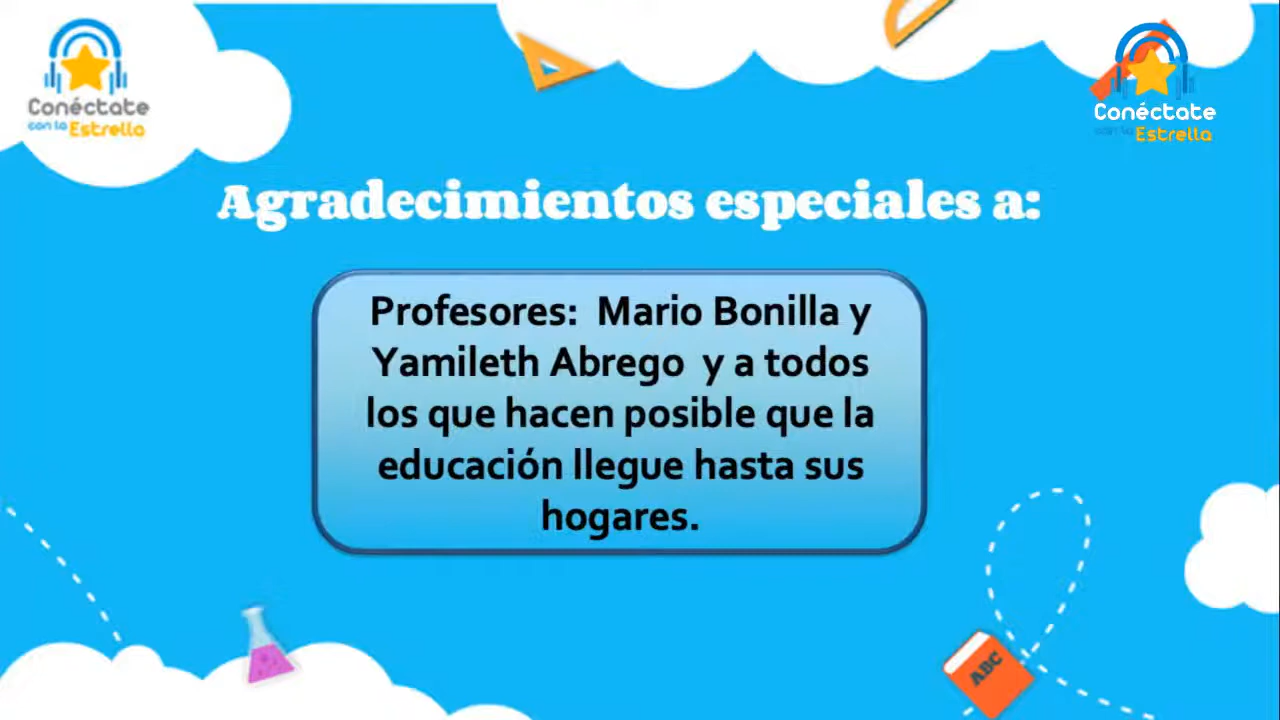 Conéctate
con la Estrella
Conéctate
con la Estrella
Agradecimientos especiales a:
Profesores: Mario Bonilla y
Yamileth Abrego y a todos
los que hacen posible que la
educación llegue hasta sus
hogares.
ABC